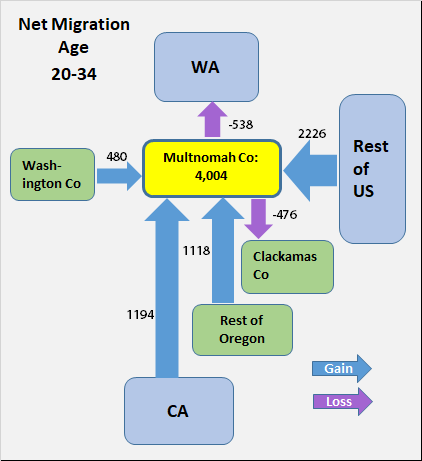 Net Migration
Age
20-34
WA
-538
2226
Multnomah Co:
4,004
Rest
of
US
Wash-
ington Co
480
-476
1118
Clackamas
Co
1194
Rest of
Oregon
Gain
Loss
CA